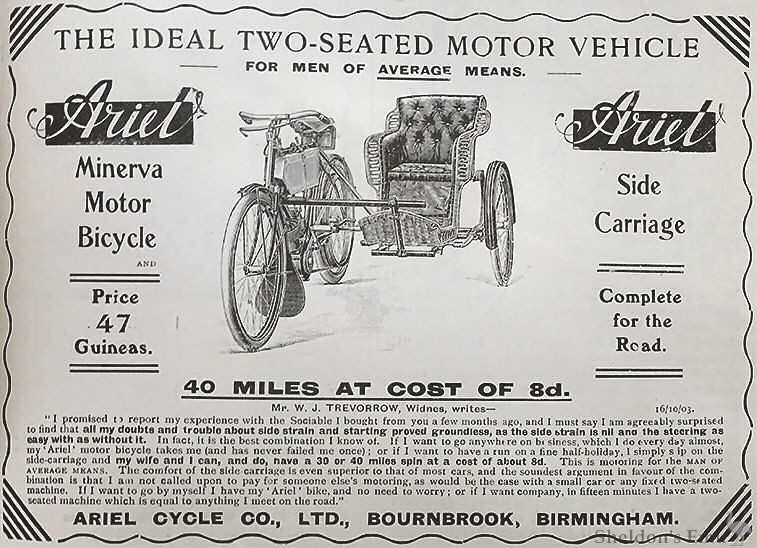 THE IDEAL TWO-SEATED MOTOR VEHICLE
FOR MEN OF AVERAGE MEANS.
Ariel
Minerva
Motor
Bicycle
AND
Price
47
Guineas.
Ariel
Side
Carriage
Complete
for the
Road.
40 MILES AT COST OF 8d.
Mr. W. J. TREVORROW, Widnes, writes— 16/10/03.
"I promised to report my experience with the Sociable I bought from you a few months ago, and I must say I am agreeably surprised
to find that all my doubts and trouble about side strain and starting proved groundless, as the side strain is nil and the steering as
easy with as without it. In fact, it is the best combination I know of. If I want to go anywhere on business, which I do every day almost,
my 'Ariel' motor bicycle takes me (and has never failed me once); or if I want to have a run on a fine half-holiday, I simply slip on the
side-carriage and my wife and I can, and do, have a 30 or 40 miles spin at a cost of about 8d. This is motoring for the MAN OF
AVERAGE MEANS. The comfort of the side-carriage is even superior to that of most cars, and the soundest argument in favour of the com-
bination is that I am not called upon to pay for someone else's motoring, as would be the case with a small car or any fixed two-seated
machine. If I want to go by myself I have my 'Ariel' bike, and no need to worry; or if I want company, in fifteen minutes I have a two-
seated machine which is equal to anything I meet on the road."
ARIEL CYCLE CO., LTD., BOURNBROOK, BIRMINGHAM.
Sheldon's